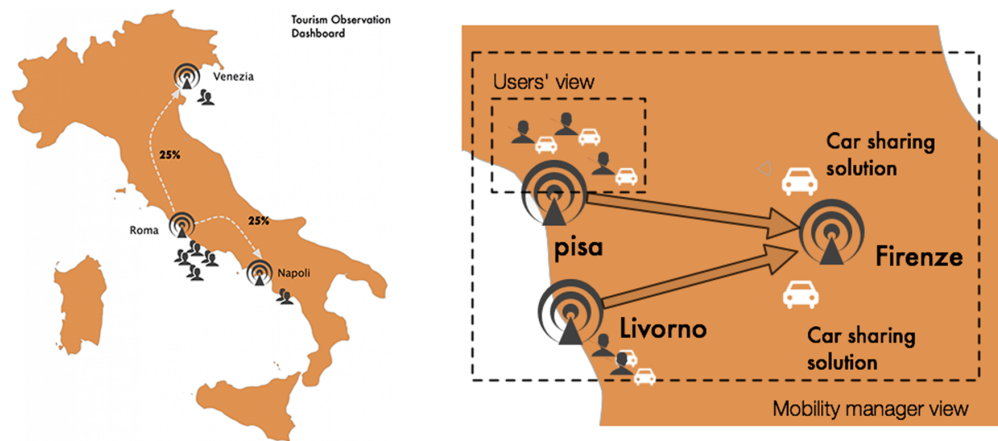 Tourism Observation
Dashboard
Venezia
25%
Roma
25%
Napoli
Users' view
Car sharing
solution
pisa
Firenze
Livorno
Car sharing
solution
Mobility manager view